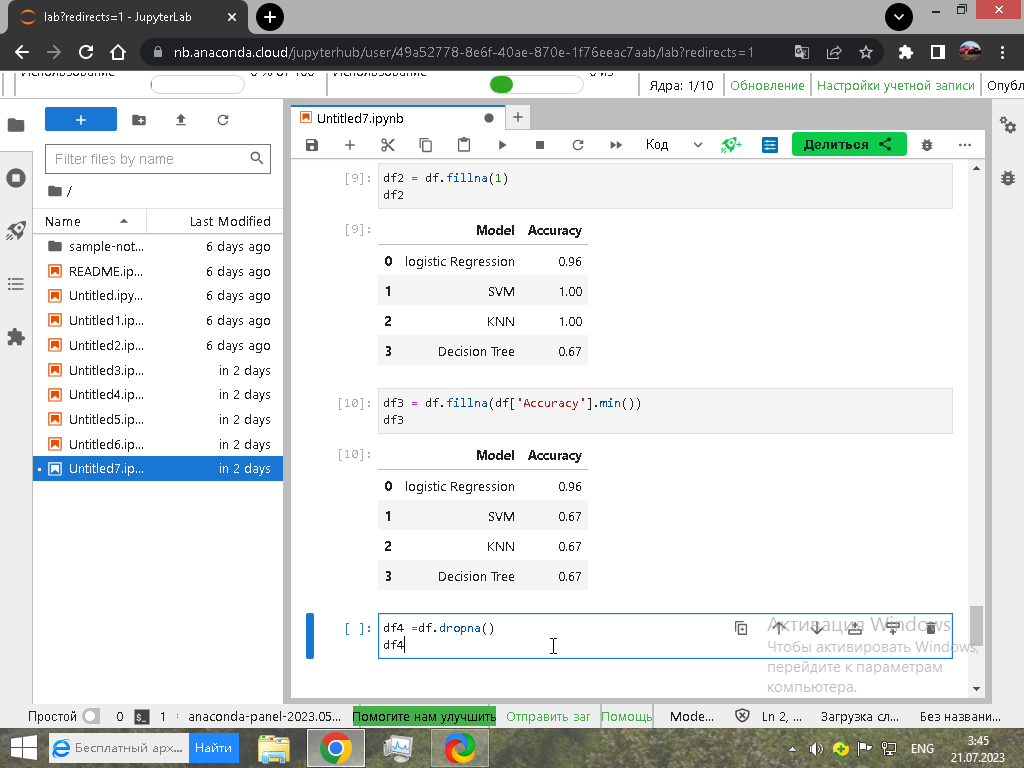 lab?redirects=1 - JupyterLab
nb.anaconda.cloud/jupyterhub/user/49a52778-8e6f-40ae-870e-1f76eeac7aab/lab?redirects=1
Использование
0 % от 100
Использование
Ядра: 1/10
Обновление
Настройки учетной записи
Опубл
Untitled7.ipynb
Filter files by name
Код
Делиться
/
Name
Last Modified
sample-not...
6 days ago
README.ip...
6 days ago
Untitled.ipy...
6 days ago
Untitled1.ip...
6 days ago
Untitled2.ip...
6 days ago
Untitled3.ip...
in 2 days
Untitled4.ip...
in 2 days
Untitled5.ip...
in 2 days
Untitled6.ip...
in 2 days
Untitled7.ip...
in 2 days
[9]:
df2 = df.fillna(1)
df2
[9]:
Model Accuracy
0 logistic Regression 0.96
1 SVM 1.00
2 KNN 1.00
3 Decision Tree 0.67
[10]:
df3 = df.fillna(df['Accuracy'].min())
df3
[10]:
Model Accuracy
0 logistic Regression 0.96
1 SVM 0.67
2 KNN 0.67
3 Decision Tree 0.67
[ ]:
df4 =df.dropna()
df4
Активация Windows
Чтобы активировать Windows,
перейдите к параметрам
компьютера.
Простой
0
$_
1
anaconda-panel-2023.05...
Помогите нам улучшить
Отправить заг
Помощь
Mode...
Ln 2, ...
Загрузка сл...
Без названи...
Бесплатный арх...
Найти
ENG
3:45
21.07.2023